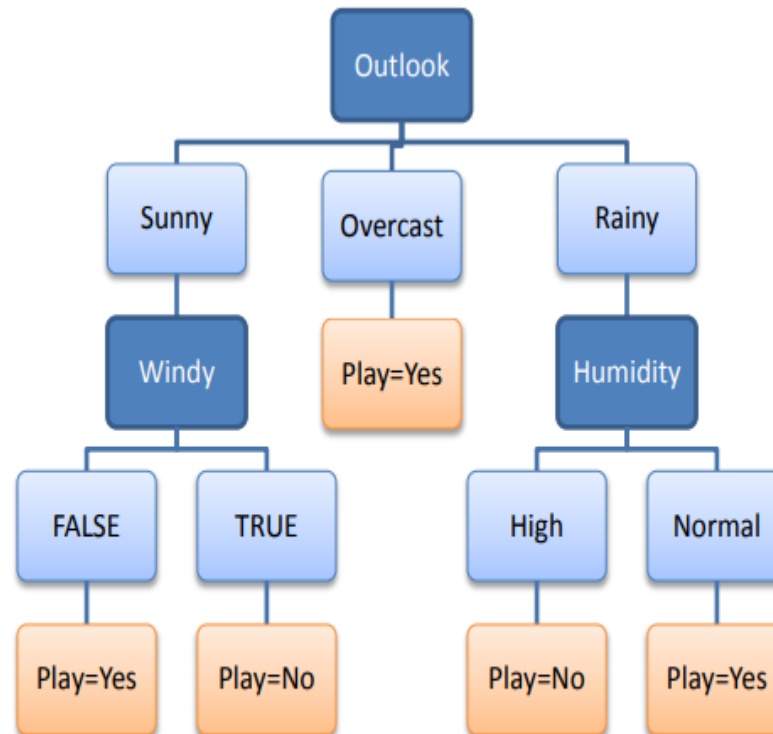 Outlook
Sunny
Overcast
Rainy
Windy
Play=Yes
Humidity
FALSE
TRUE
High
Normal
Play=Yes
Play=No
Play=No
Play=Yes